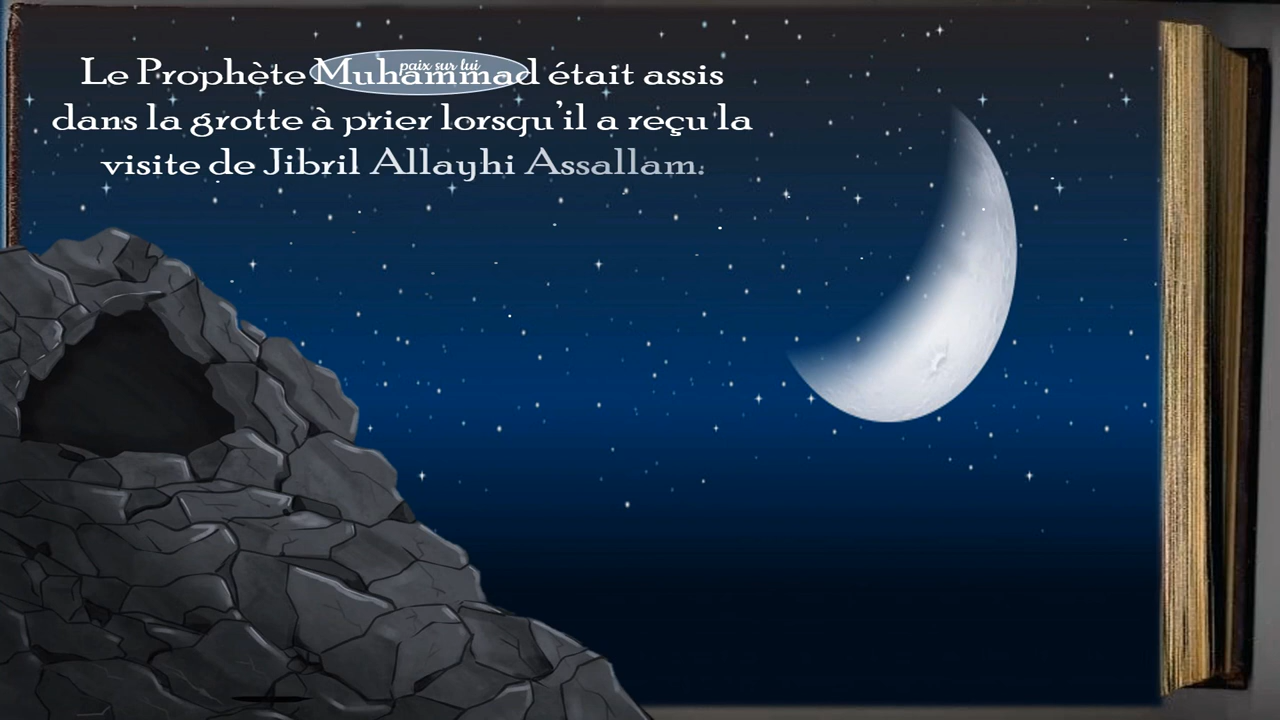 Le Prophète Muhammad était assis
paix sur lui
dans la grotte à prier lorsqu'il a reçu la
visite de Jibril Allayhi Assallam.